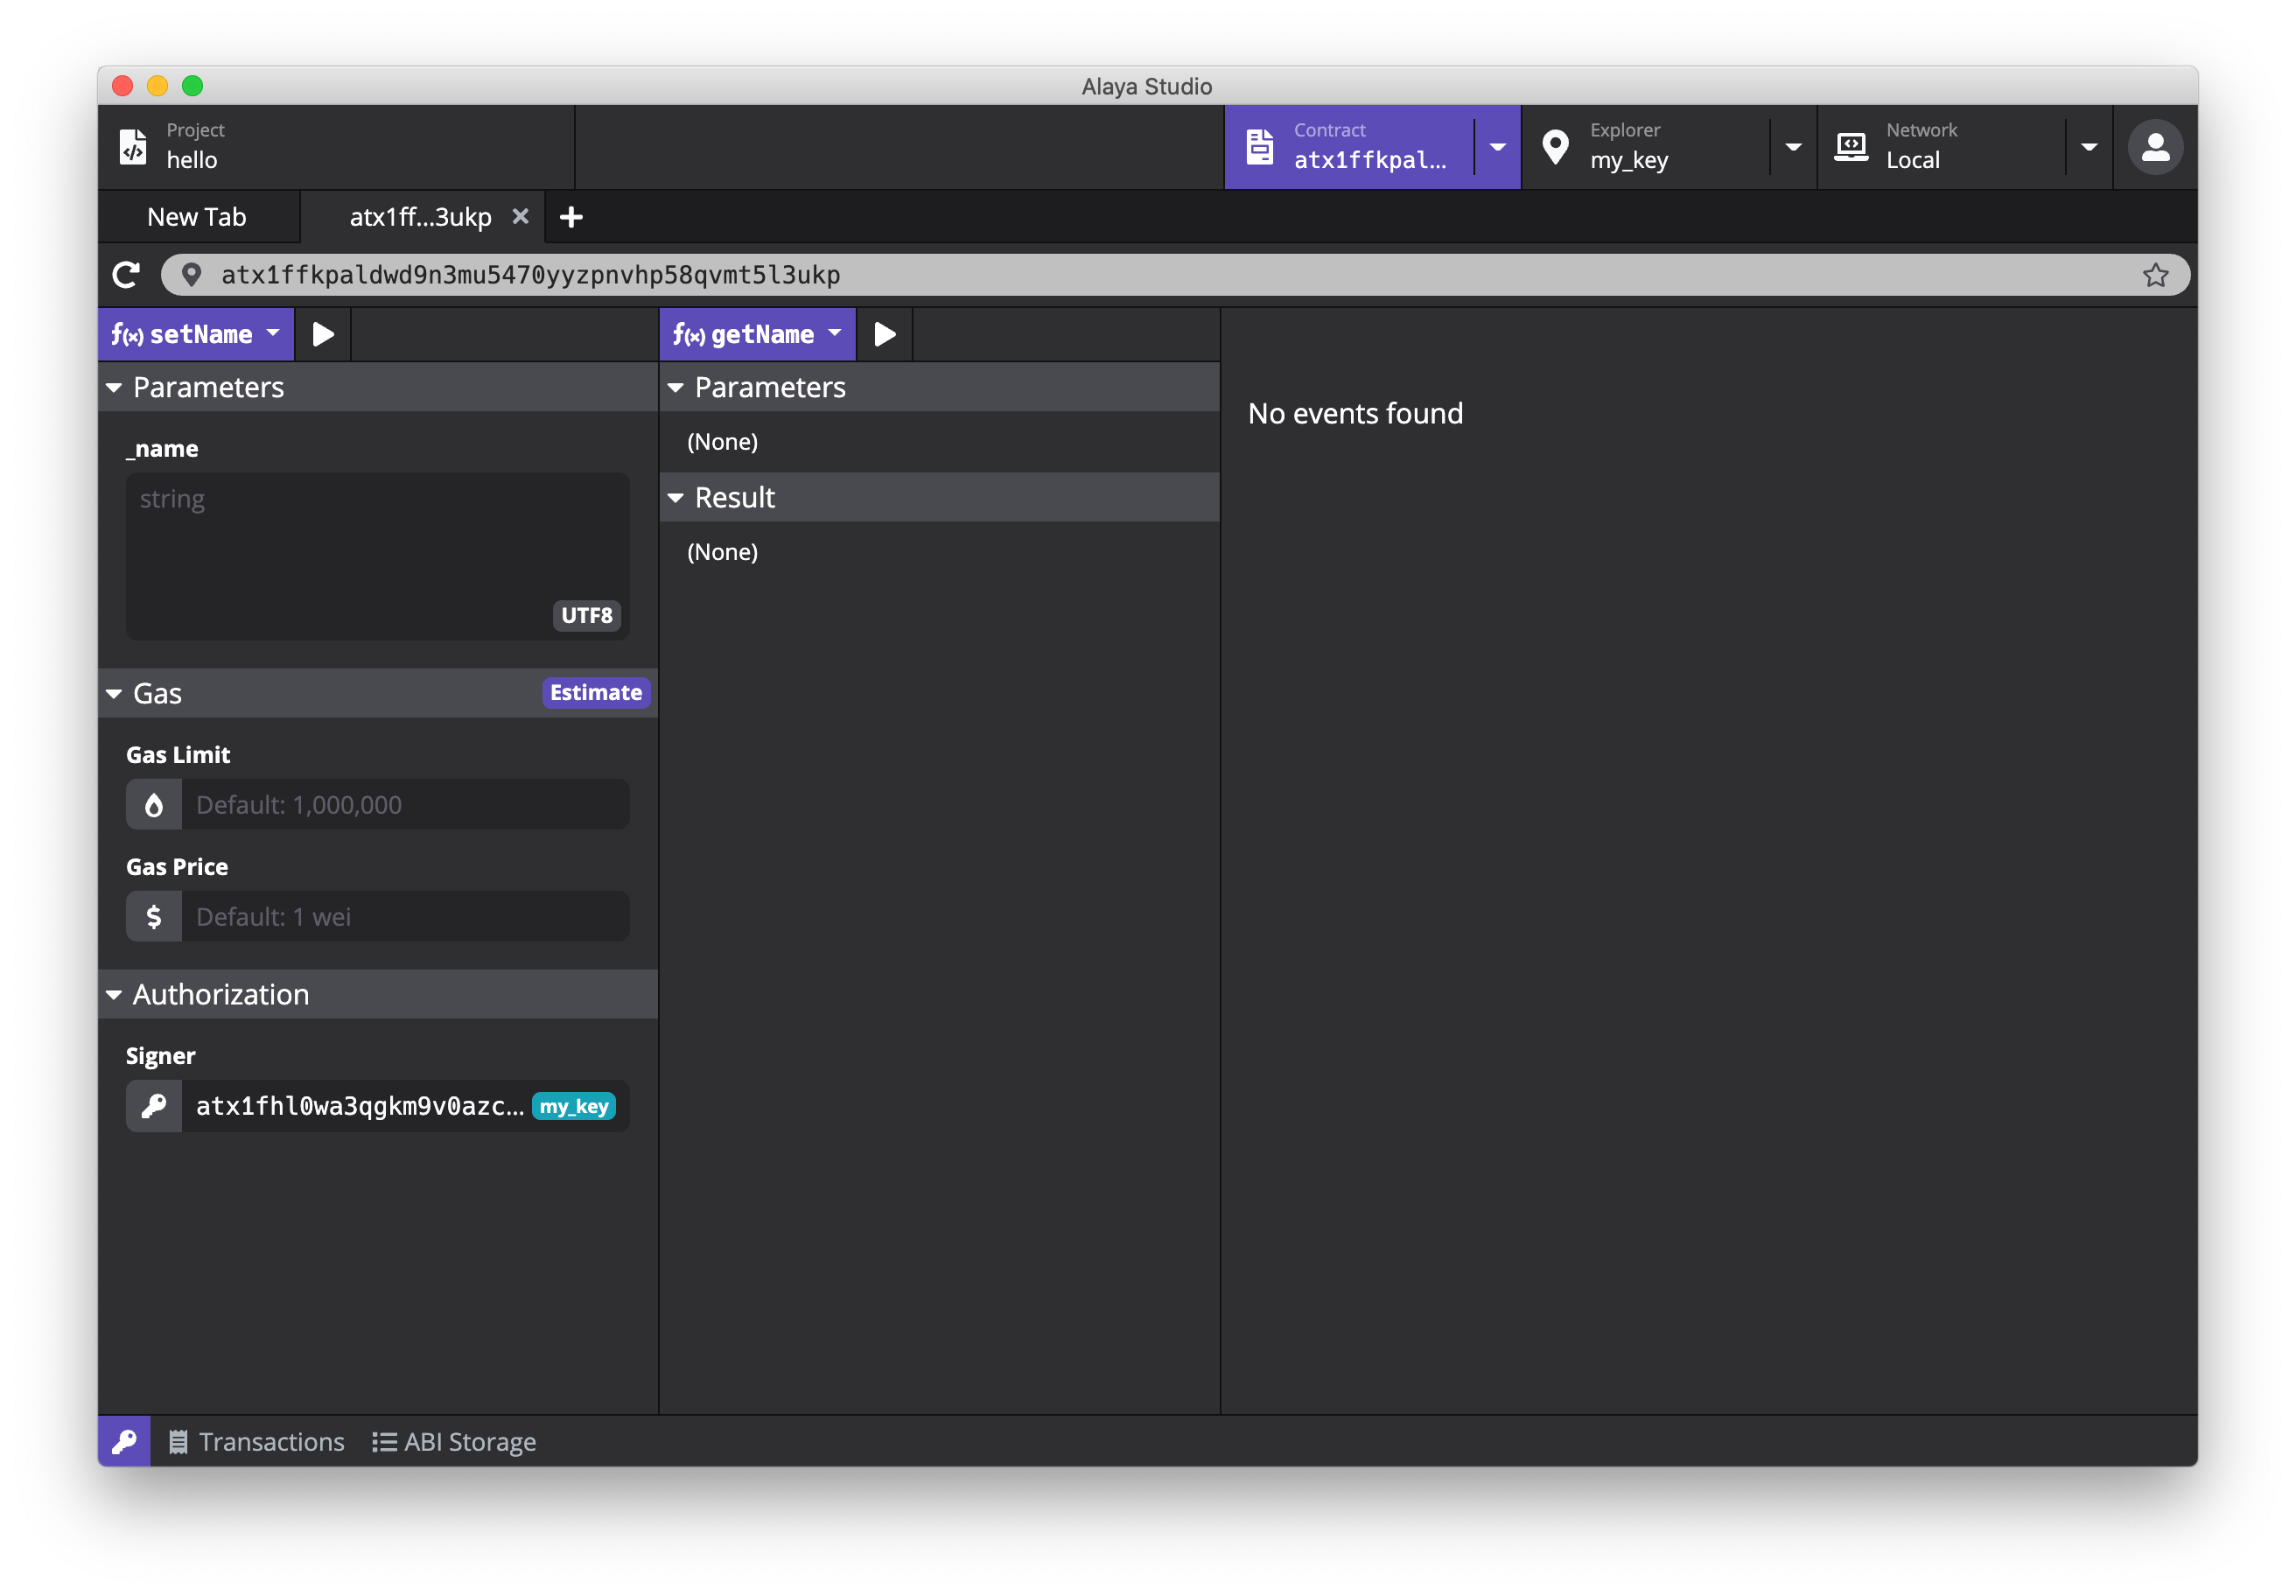 Alaya Studio
Project
hello
Contract
atx1ffkpal...
Explorer
my_key
Network
Local
New Tab
atx1ff...3ukp
atx1ffkpaldwd9n3mu5470yyzpnvhp58qvmt5l3ukp
f(x) setName
Parameters
_name
string
UTF8
Gas
Estimate
Gas Limit
Default: 1,000,000
Gas Price
Default: 1 wei
Authorization
Signer
atx1fhl0wa3qgkm9v0azc...
my_key
f(x) getName
Parameters
(None)
Result
(None)
No events found
Transactions
ABI Storage